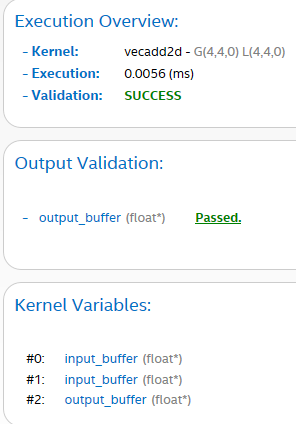 Execution Overview:
- Kernel: vecadd2d - G(4,4,0) L(4,4,0)
- Execution: 0.0056 (ms)
- Validation: SUCCESS
Output Validation:
- output_buffer (float*) Passed.
Kernel Variables:
#0: input_buffer (float*)
#1: input_buffer (float*)
#2: output_buffer (float*)